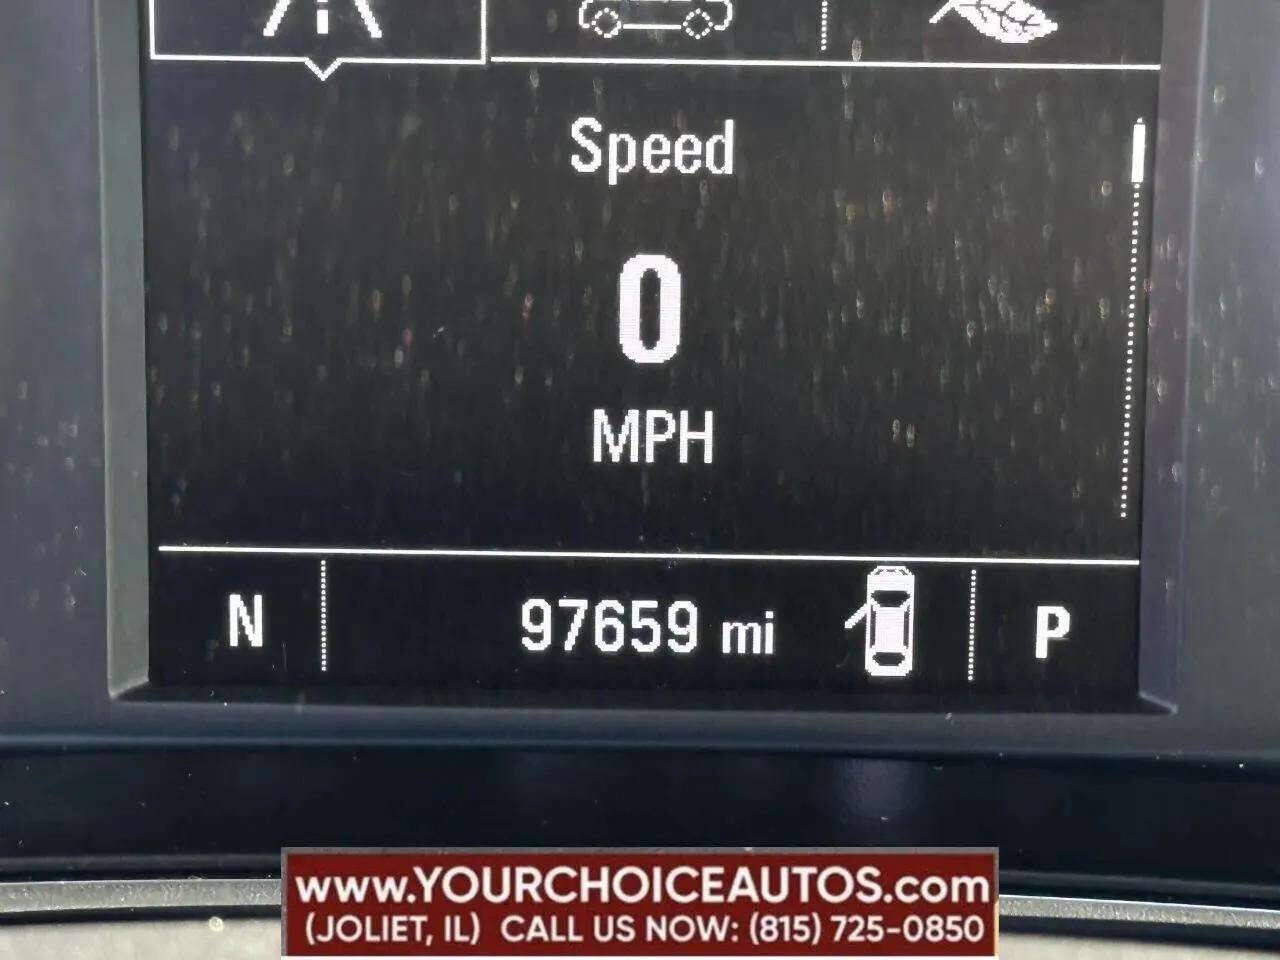 Speed
0
MPH
N 97659 mi P
www.YOURCHOICEAUTOS.com
(JOLIET, IL) CALL US NOW: (815) 725-0850